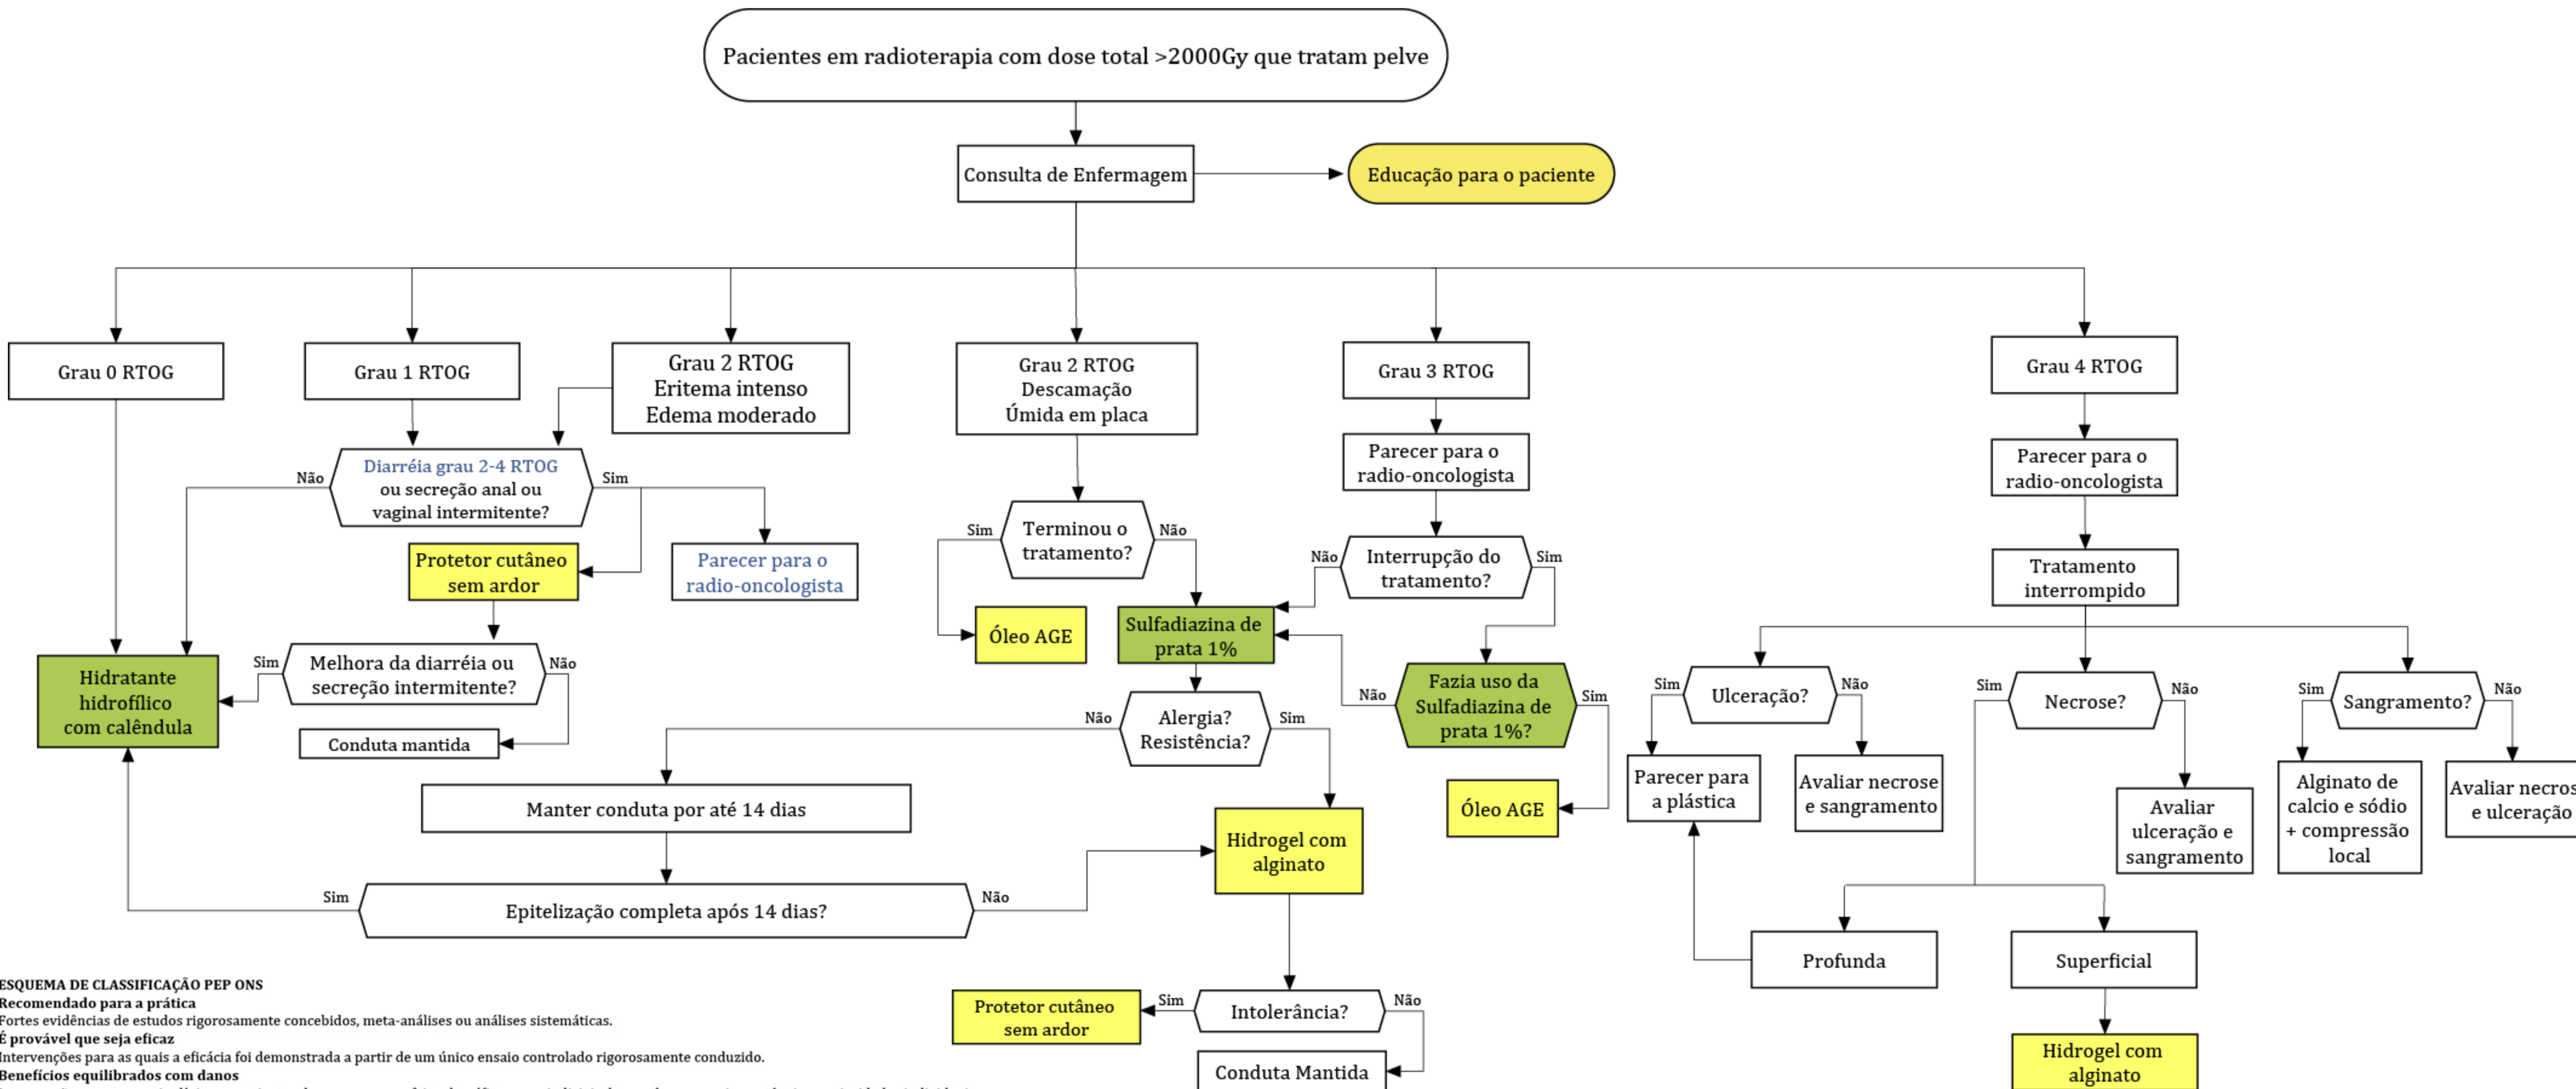 Pacientes em radioterapia com dose total >2000Gy que tratam pelve
Consulta de Enfermagem
Educação para o paciente
Grau 0 RTOG
Grau 1 RTOG
Grau 2 RTOG
Eritema intenso
Edema moderado
Grau 2 RTOG
Descamação
Úmida em placa
Grau 3 RTOG
Grau 4 RTOG
Diarréia grau 2-4 RTOG
ou secreção anal ou
vaginal intermitente?
Não
Sim
Parecer para o
radio-oncologista
Parecer para o
radio-oncologista
Terminou o
tratamento?
Sim
Não
Protetor cutâneo
sem ardor
Parecer para o
radio-oncologista
Interrupção do
tratamento?
Não
Sim
Tratamento
interrompido
Óleo AGE
Sulfadiazina de
prata 1%
Hidratante
hidrofílico
com calêndula
Melhora da diarréia ou
secreção intermitente?
Sim
Não
Conduta mantida
Alergia?
Resistência?
Não
Sim
Fazia uso da
Sulfadiazina de
prata 1%?
Não
Sim
Ulceração?
Sim
Não
Necrose?
Sim
Não
Sangramento?
Sim
Não
Manter conduta por até 14 dias
Hidrogel com
alginato
Óleo AGE
Parecer para
a plástica
Avaliar necrose
e sangramento
Avaliar
ulceração e
sangramento
Alginato de
calcio e sódio
+ compressão
local
Avaliar necros
e ulceração
Epitelização completa após 14 dias?
Sim
Não
Profunda
Superficial
Protetor cutâneo
sem ardor
Intolerância?
Sim
Não
Conduta Mantida
Hidrogel com
alginato
ESQUEMA DE CLASSIFICAÇÃO PEP ONS
Recomendado para a prática
Fortes evidências de estudos rigorosamente concebidos, meta-análises ou análises sistemáticas.
É provável que seja eficaz
Intervenções para as quais a eficácia foi demonstrada a partir de um único ensaio controlado rigorosamente conduzido.
Benefícios equilibrados com danos